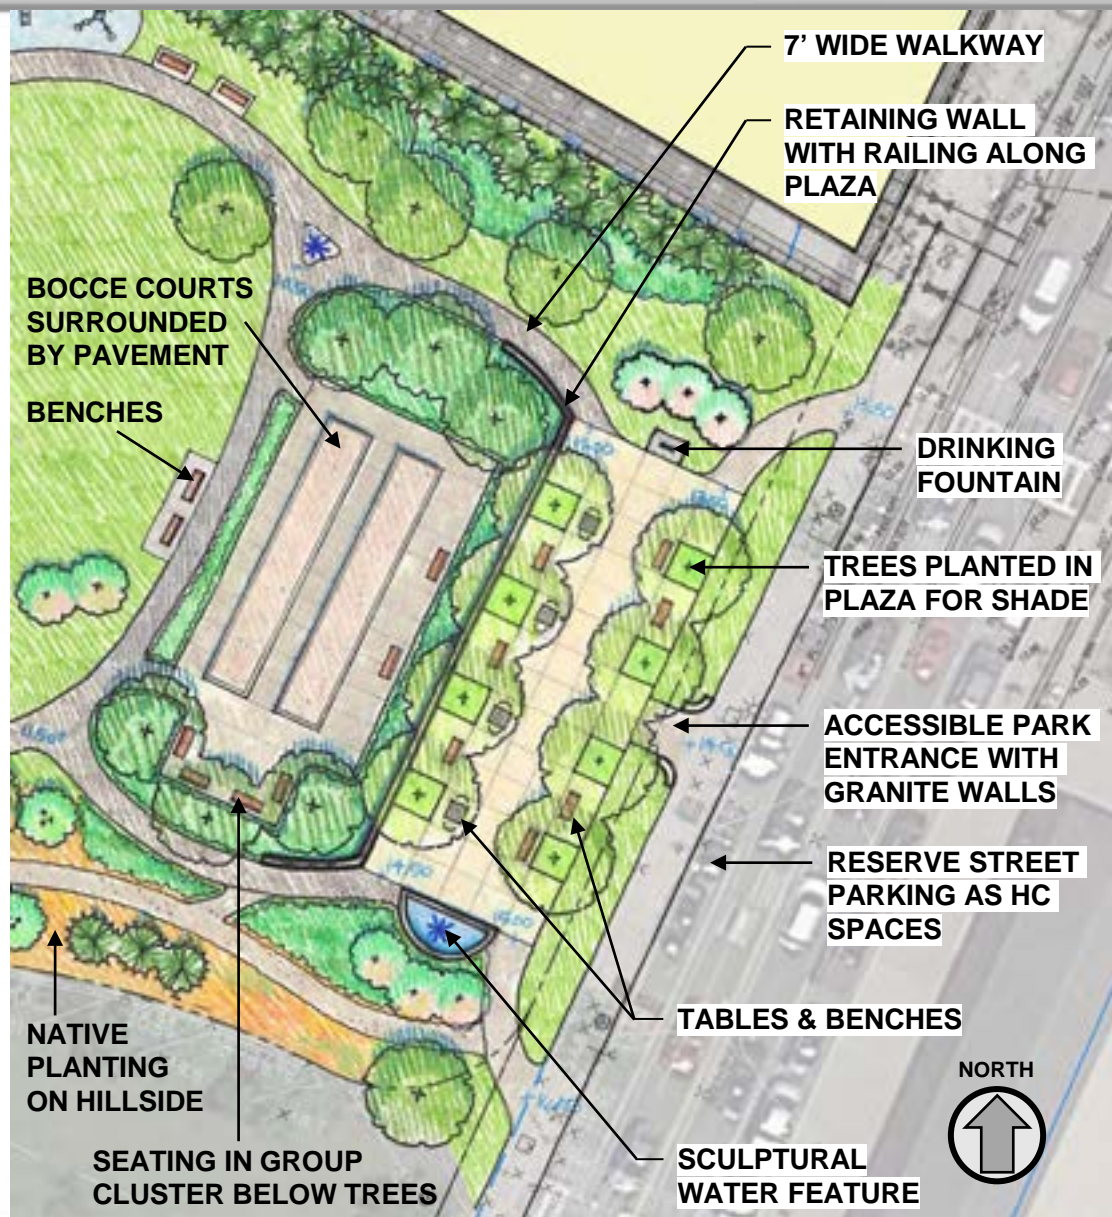 7’ WIDE WALKWAY
RETAINING WALL
WITH RAILING ALONG
PLAZA
BOCCE COURTS
SURROUNDED
BY PAVEMENT
BENCHES
DRINKING
FOUNTAIN
TREES PLANTED IN
PLAZA FOR SHADE
ACCESSIBLE PARK
ENTRANCE WITH
GRANITE WALLS
RESERVE STREET
PARKING AS HC
SPACES
TABLES & BENCHES
NATIVE
PLANTING
ON HILLSIDE
NORTH
SEATING IN GROUP
CLUSTER BELOW TREES
SCULPTURAL
WATER FEATURE